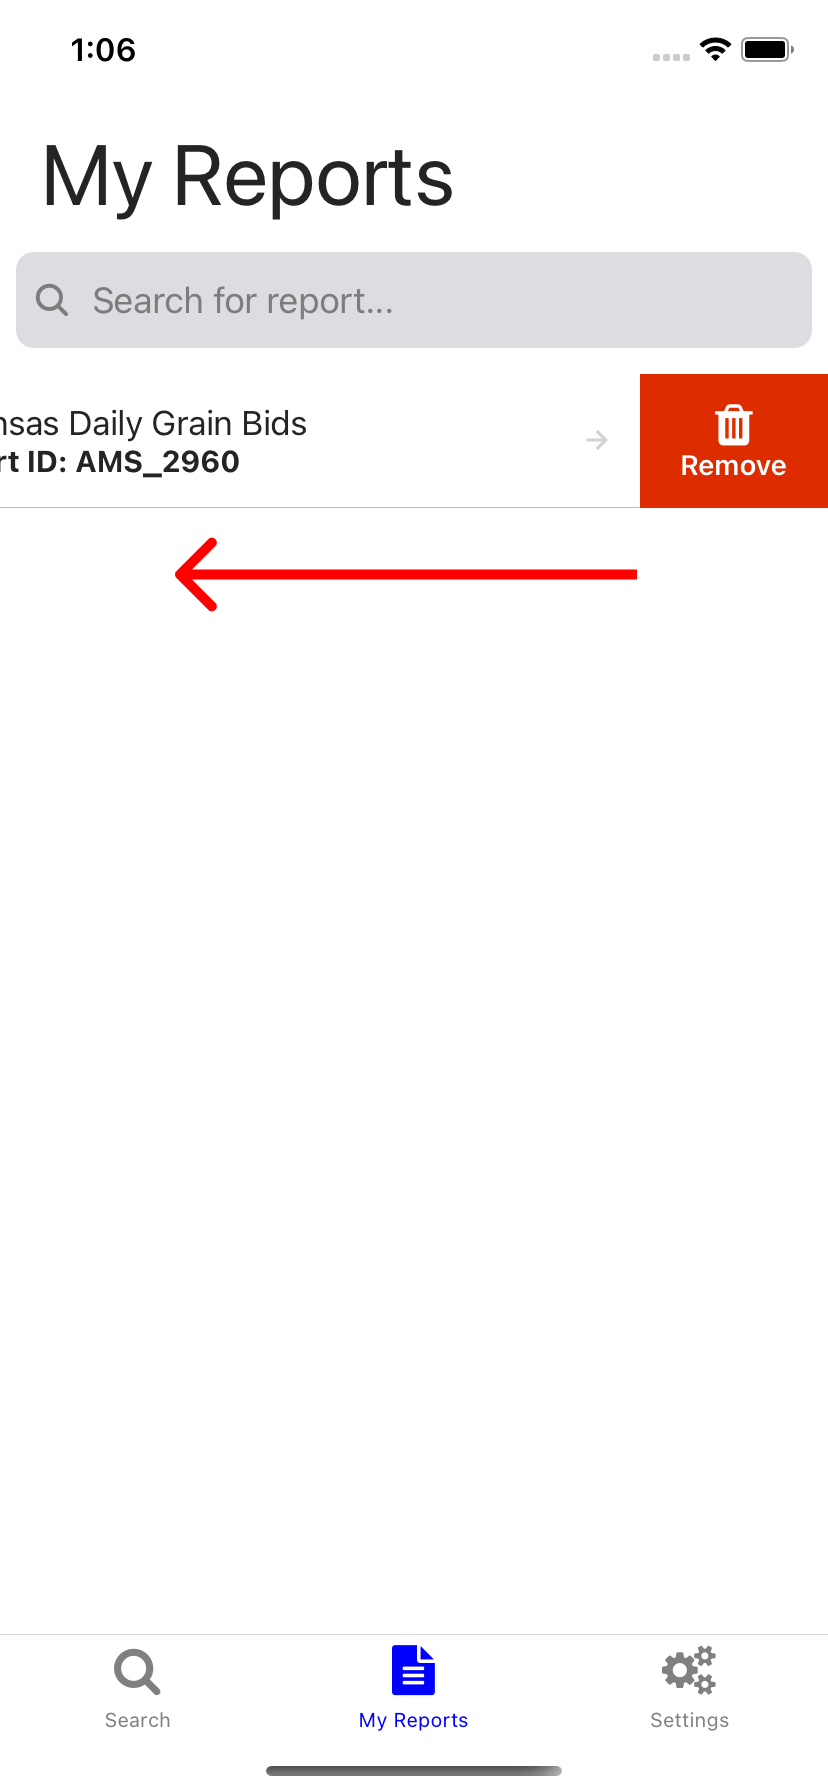 1:06
My Reports
Search for report...
nsas Daily Grain Bids
rt ID: AMS_2960
Remove
Search
My Reports
Settings